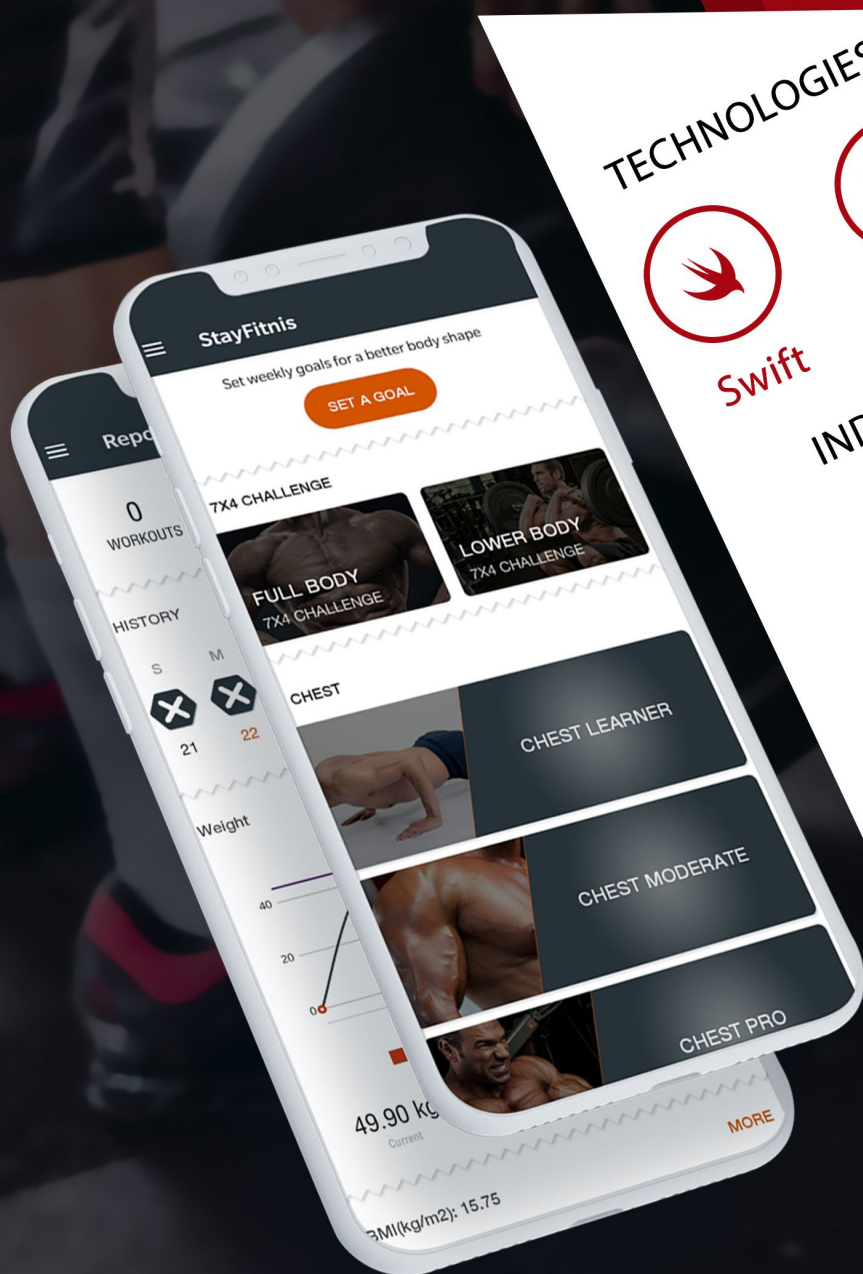 TECHNOLOGIES
Swift
StayFitnis
Set weekly goals for a better body shape
SET A GOAL
7X4 CHALLENGE
FULL BODY
7X4 CHALLENGE
LOWER BODY
7X4 CHALLENGE
CHEST
CHEST LEARNER
CHEST MODERATE
CHEST PRO
0
WORKOUTS
HISTORY
S M
21 22
Weight
40
20
0
49.90 kg
Current
MORE
BMI(kg/m2): 15.75